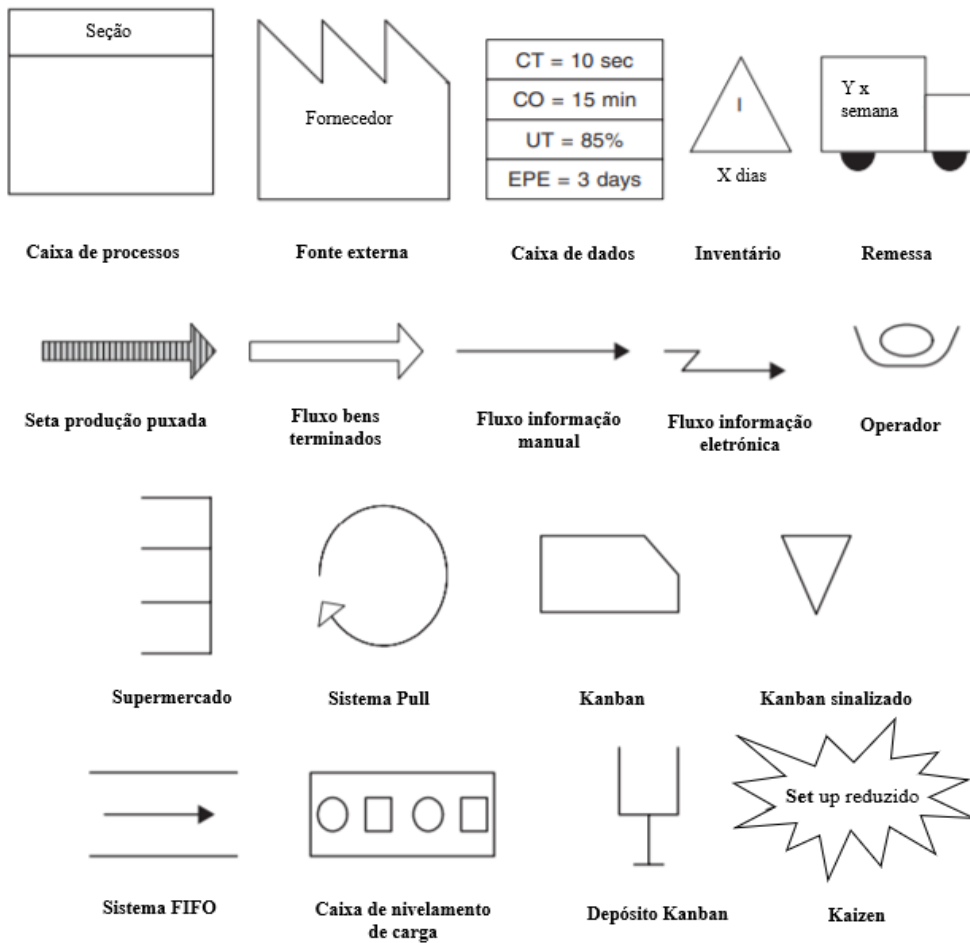 Seção
Fornecedor
CT = 10 sec
CO = 15 min
UT = 85%
EPE = 3 days
I
X dias
Y x
semana
Caixa de processos
Fonte externa
Caixa de dados
Inventário
Remessa
Seta produção puxada
Fluxo bens
terminados
Fluxo informação
manual
Fluxo informação
eletrónica
Operador
Supermercado
Sistema Pull
Kanban
Kanban sinalizado
Set up reduzido
Sistema FIFO
Caixa de nivelamento
de carga
Depósito Kanban
Kaizen